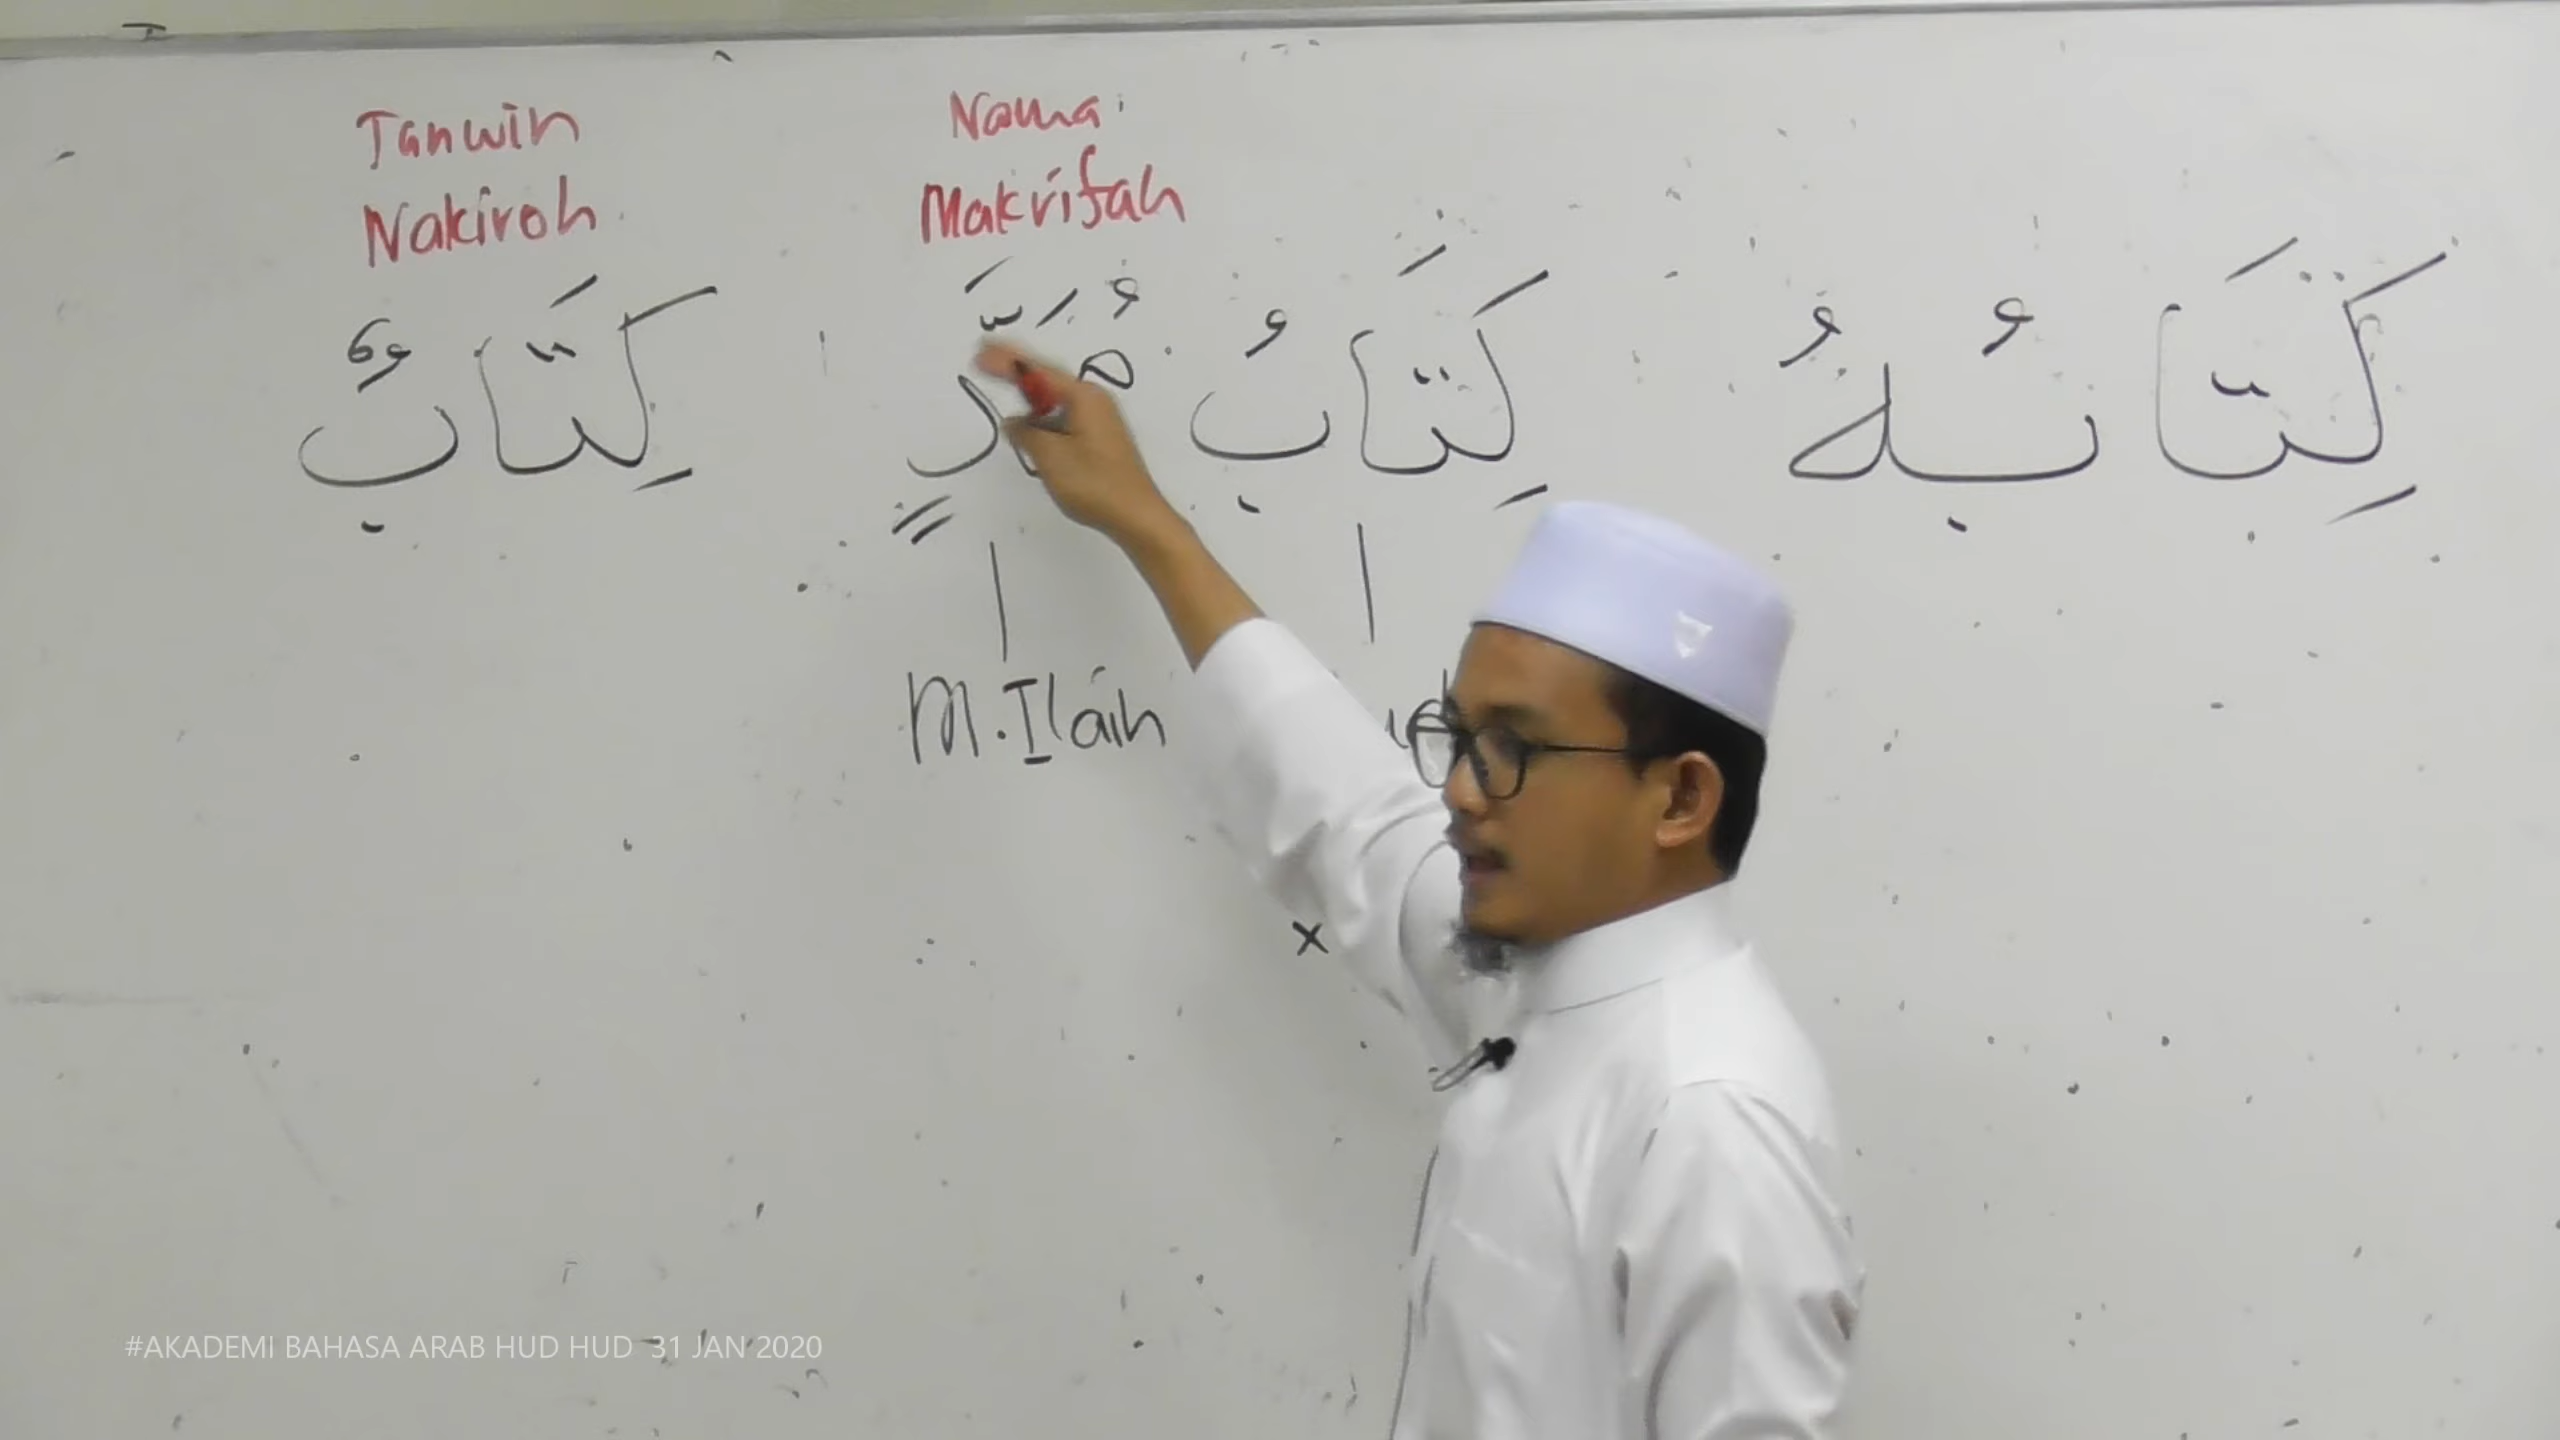 Tanwin
Nakiroh
Nama:
Makrifah
كِتَابُهُ
كِتَابُ مُحَمَّدٍ
كِتَابٌ
M. Ilaih
x
#AKADEMI BAHASA ARAB HUD HUD 31 JAN 2020